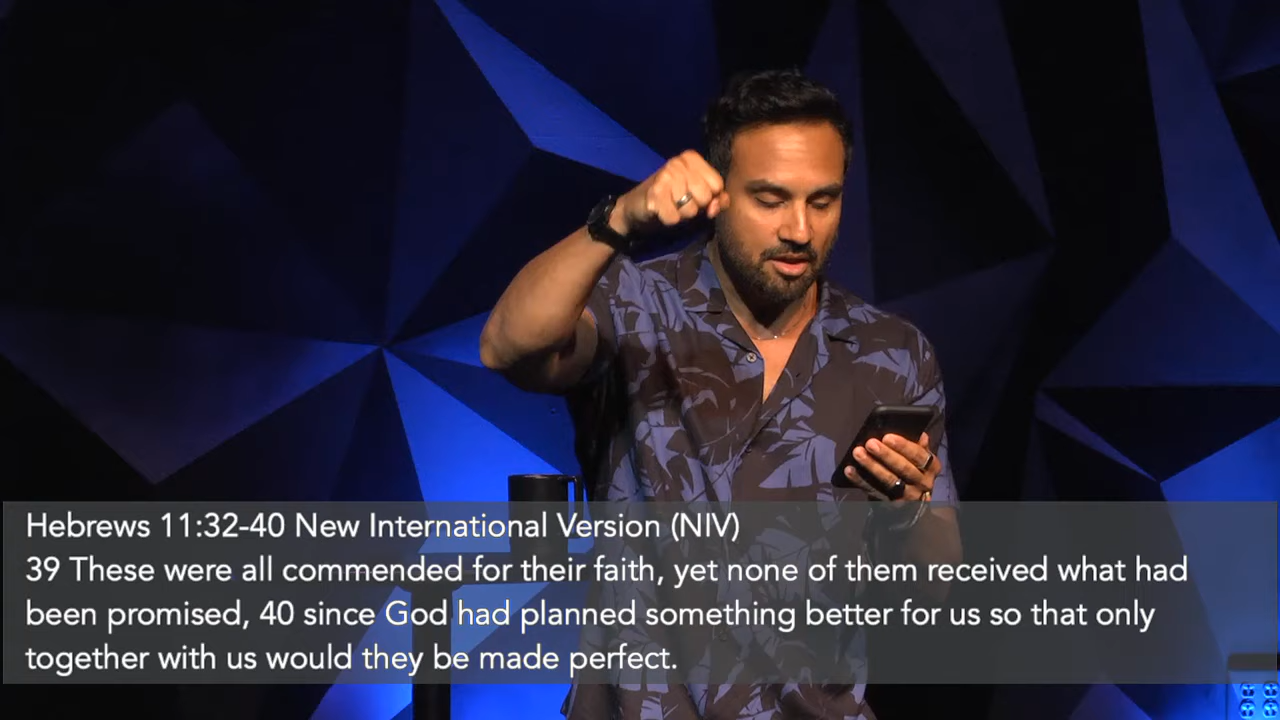 Hebrews 11:32-40 New International Version (NIV)
39 These were all commended for their faith, yet none of them received what had
been promised, 40 since God had planned something better for us so that only
together with us would they be made perfect.